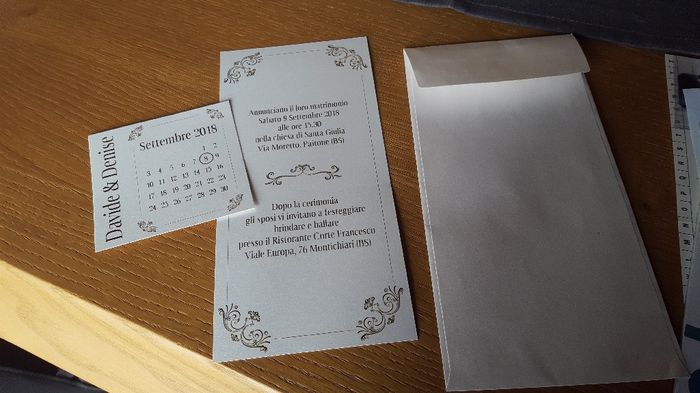 Davide & Denise
Settembre 2018
1 2
3 4 5 6 7 8 9
10 11 12 13 14 15 16
17 18 19 20 21 22 23
24 25 26 27 28 29 30
Annunciano il loro matrimonio
Sabato 8 Settembre 2018
alle ore 15.30
nella chiesa di Santa Giulia
Via Moretto, Paitone (BS)
Dopo la cerimonia
gli sposi vi invitano a festeggiare
brindare e ballare
presso il Ristorante Corte Francesco
Viale Europa, 76 Montichiari (BS)